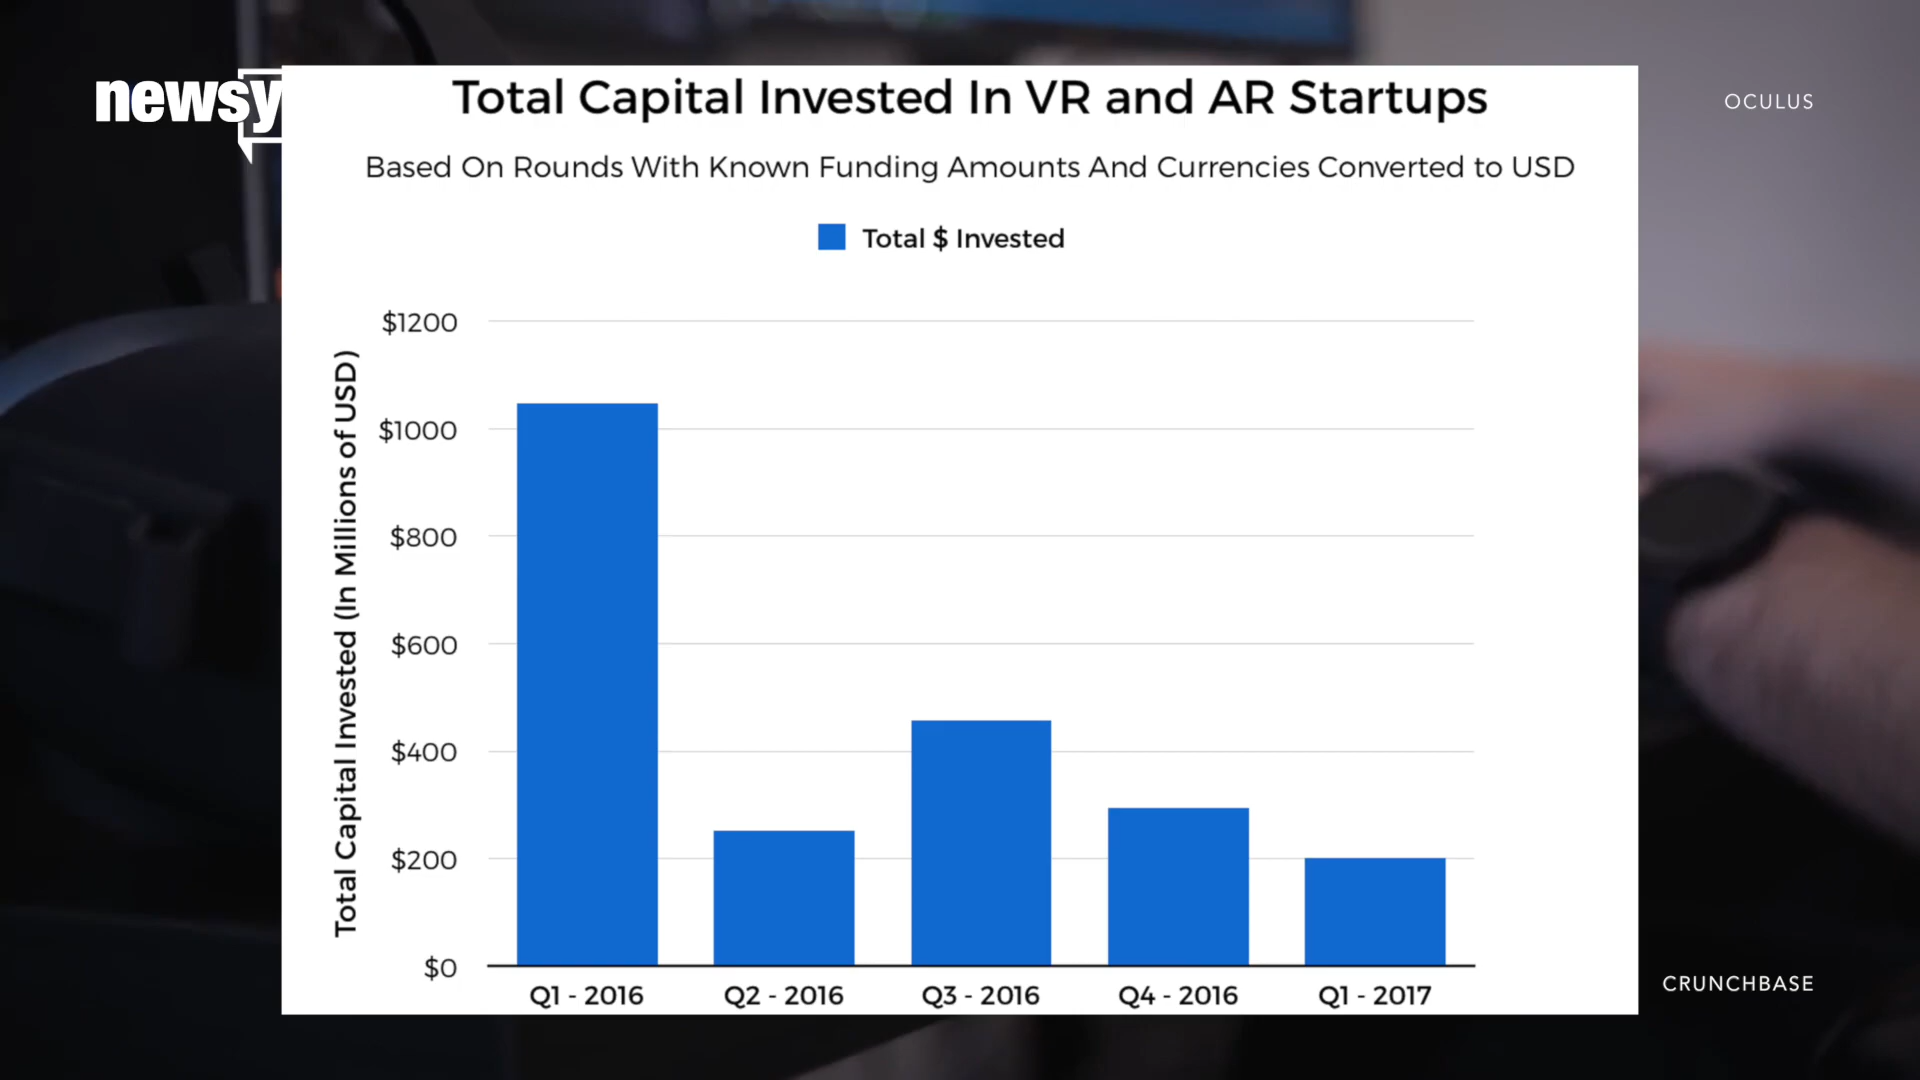 newsy
OCULUS
Total Capital Invested In VR and AR Startups
Based On Rounds With Known Funding Amounts And Currencies Converted to USD
Total $ Invested
Total Capital Invested (In Millions of USD)
$1200
$1000
$800
$600
$400
$200
$0
Q1 - 2016
Q2 - 2016
Q3 - 2016
Q4 - 2016
Q1 - 2017
CRUNCHBASE